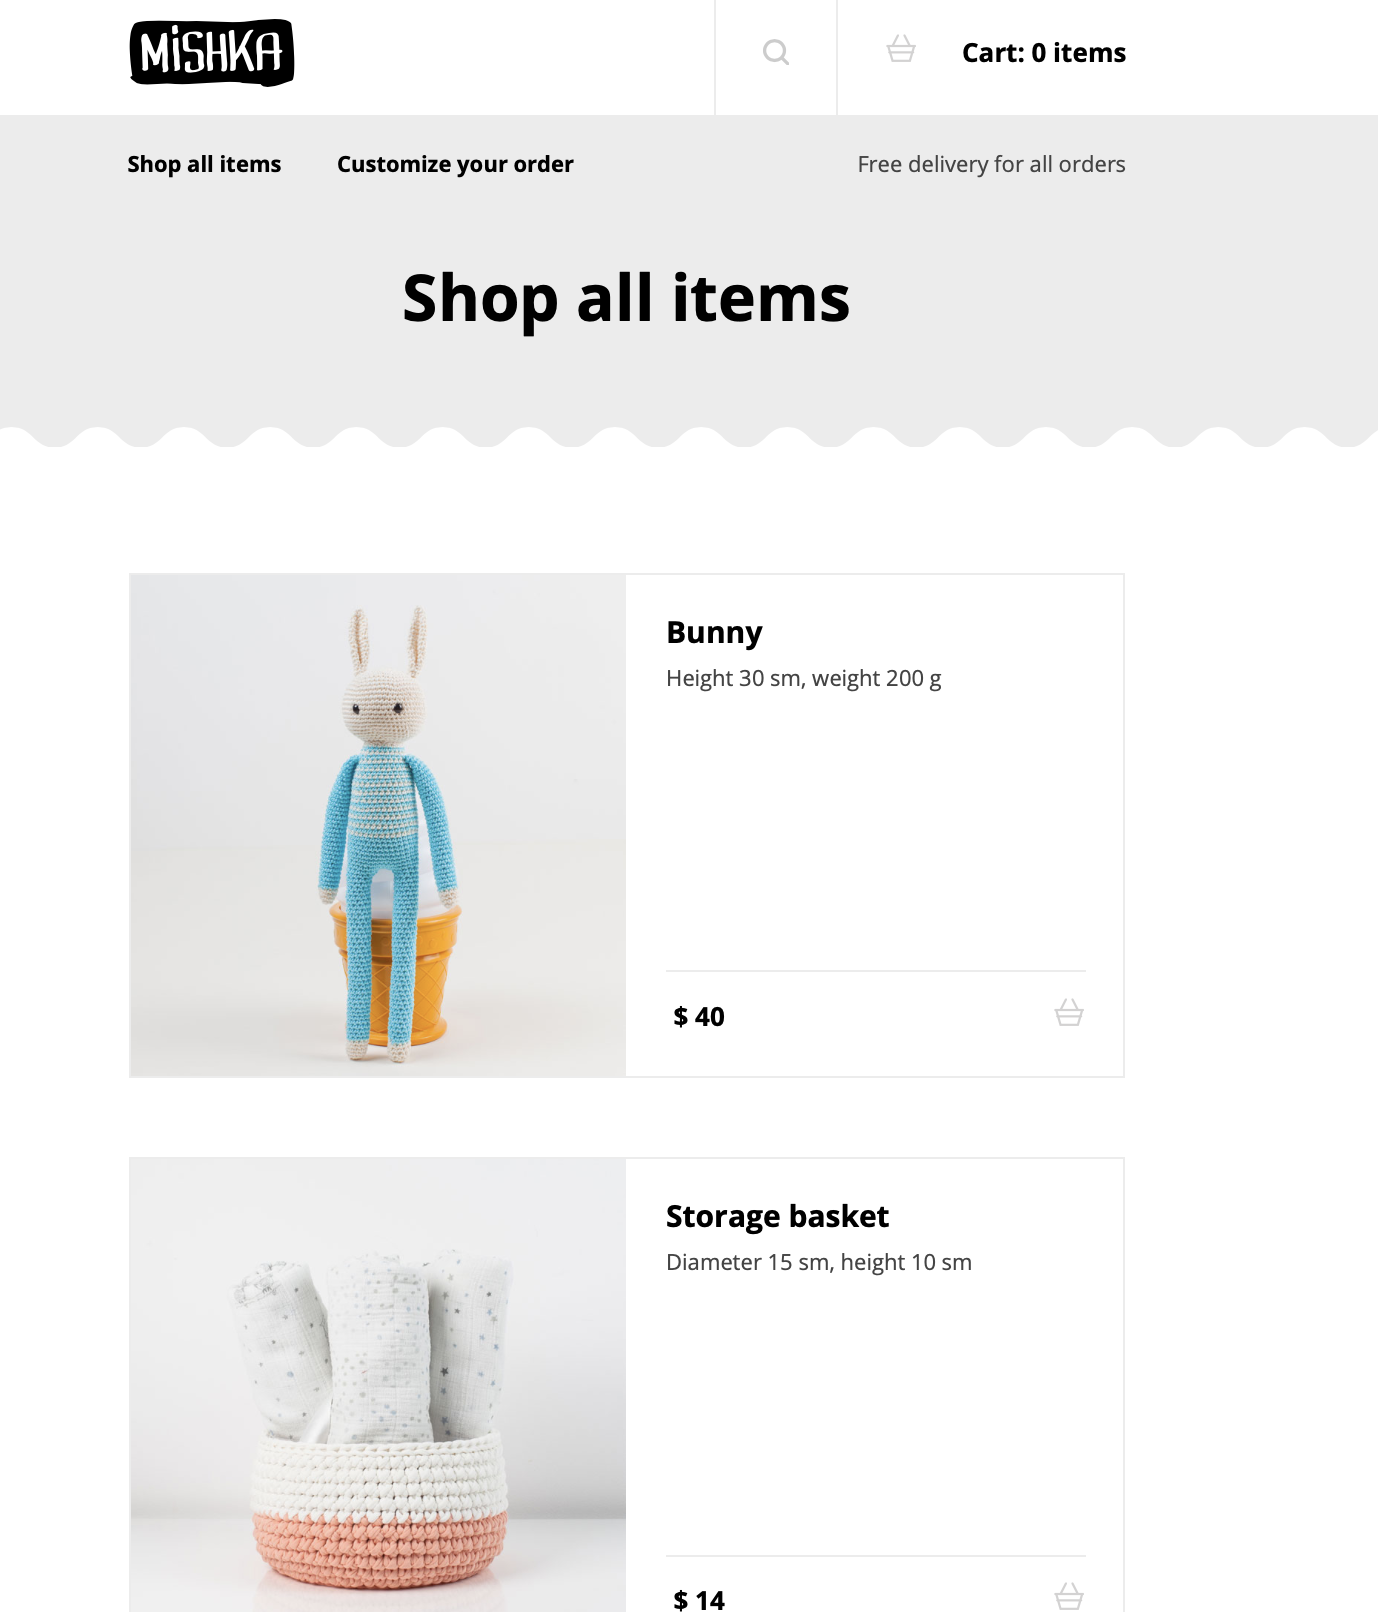 MiSHKA
Cart: 0 items
Shop all items
Customize your order
Free delivery for all orders
Shop all items
Bunny
Height 30 sm, weight 200 g
$ 40
Storage basket
Diameter 15 sm, height 10 sm
$ 14